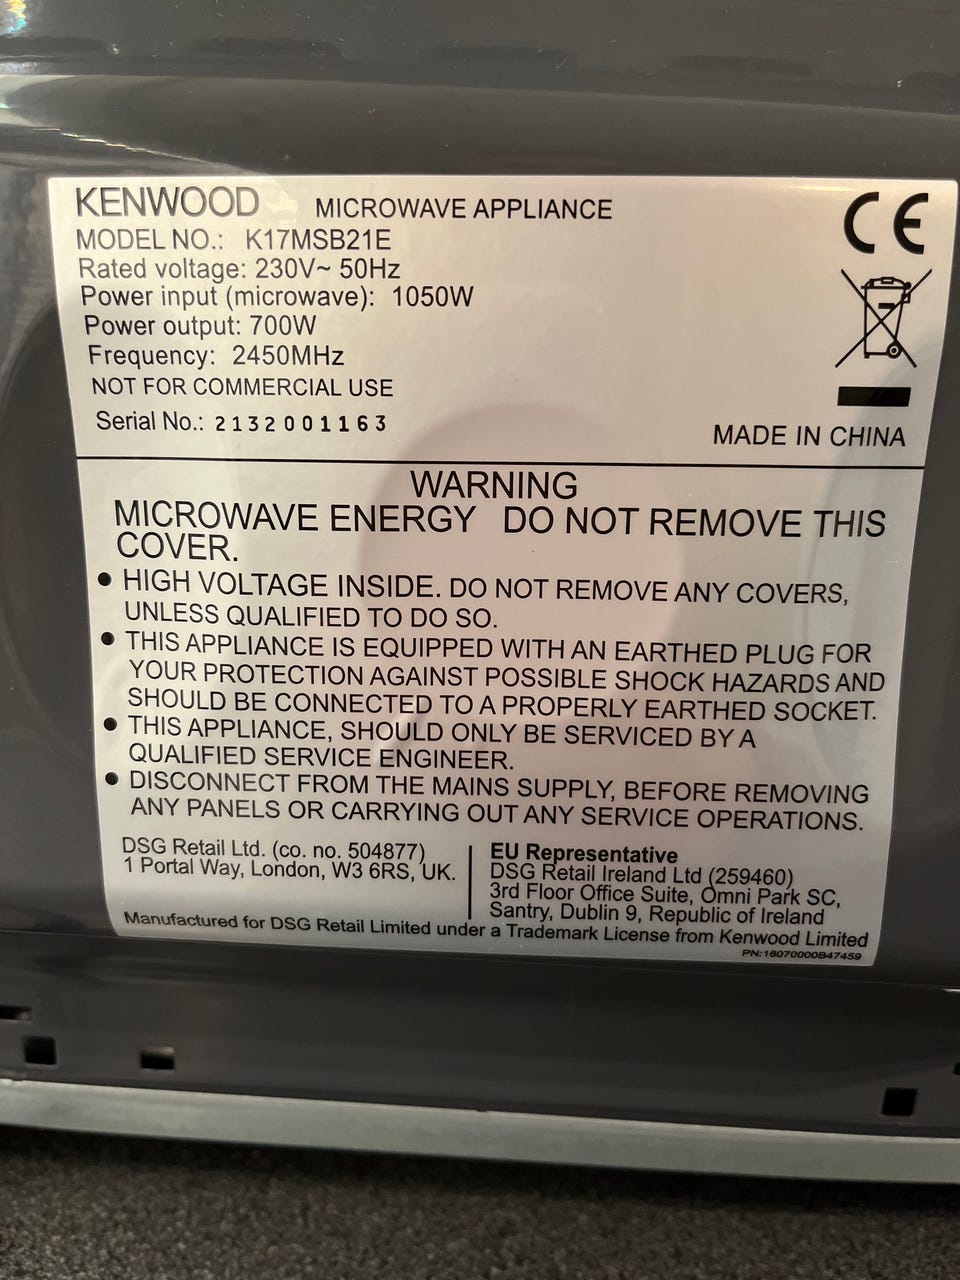 KENWOOD MICROWAVE APPLIANCE
MODEL NO.: K17MSB21E
Rated voltage: 230V~ 50Hz
Power input (microwave): 1050W
Power output: 700W
Frequency: 2450MHz
NOT FOR COMMERCIAL USE
Serial No.: 2132001163
CE
MADE IN CHINA
WARNING
MICROWAVE ENERGY DO NOT REMOVE THIS
COVER.
• HIGH VOLTAGE INSIDE. DO NOT REMOVE ANY COVERS,
UNLESS QUALIFIED TO DO SO.
• THIS APPLIANCE IS EQUIPPED WITH AN EARTHED PLUG FOR
YOUR PROTECTION AGAINST POSSIBLE SHOCK HAZARDS AND
SHOULD BE CONNECTED TO A PROPERLY EARTHED SOCKET.
• THIS APPLIANCE, SHOULD ONLY BE SERVICED BY A
QUALIFIED SERVICE ENGINEER.
• DISCONNECT FROM THE MAINS SUPPLY, BEFORE REMOVING
ANY PANELS OR CARRYING OUT ANY SERVICE OPERATIONS.
DSG Retail Ltd. (co. no. 504877)
1 Portal Way, London, W3 6RS, UK.
EU Representative
DSG Retail Ireland Ltd (259460)
3rd Floor Office Suite, Omni Park SC,
Santry, Dublin 9, Republic of Ireland
Manufactured for DSG Retail Limited under a Trademark License from Kenwood Limited
PN:16070000B47459